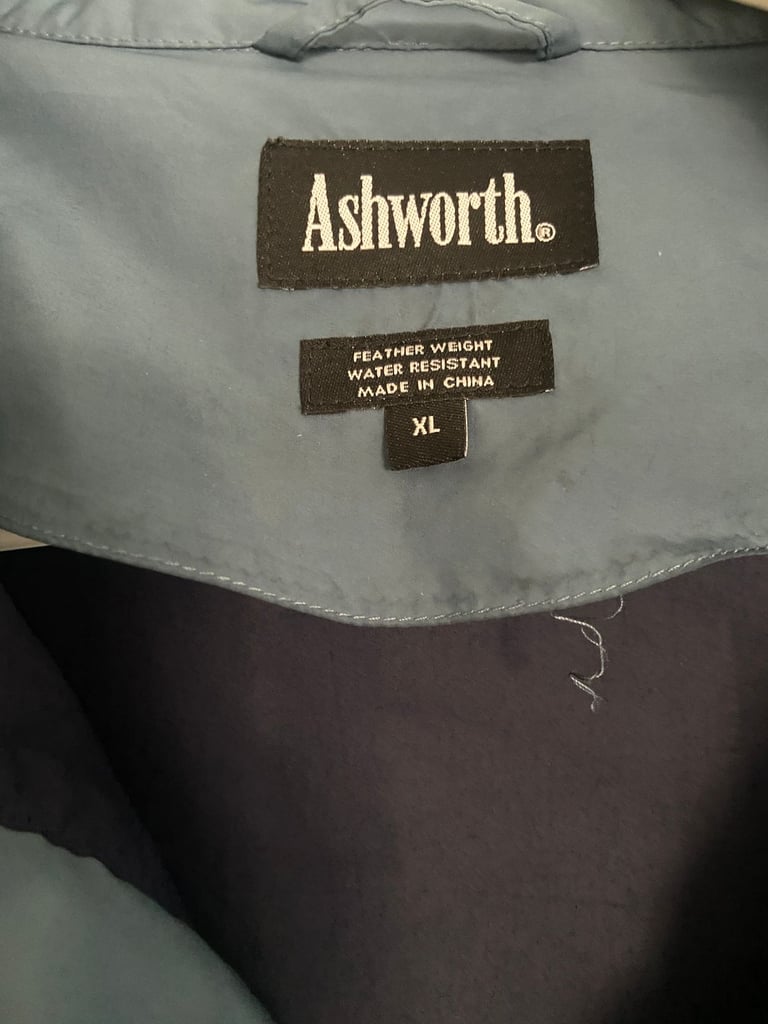 Ashworth®
FEATHER WEIGHT
WATER RESISTANT
MADE IN CHINA
XL